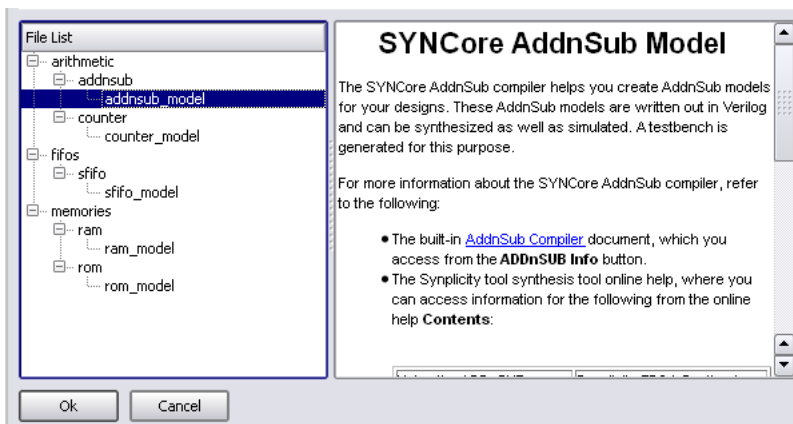 File List
arithmetic
addnsub
addnsub_model
counter
counter_model
fifos
sfifo
sfifo_model
memories
ram
ram_model
rom
rom_model
SYNCore AddnSub Model
The SYNCore AddnSub compiler helps you create AddnSub models
for your designs. These AddnSub models are written out in Verilog
and can be synthesized as well as simulated. A testbench is
generated for this purpose.
For more information about the SYNCore AddnSub compiler, refer
to the following:
• The built-in AddnSub Compiler document, which you
access from the ADDnSUB Info button.
• The Synplicity tool synthesis tool online help, where you
can access information for the following from the online
help Contents:
Ok
Cancel